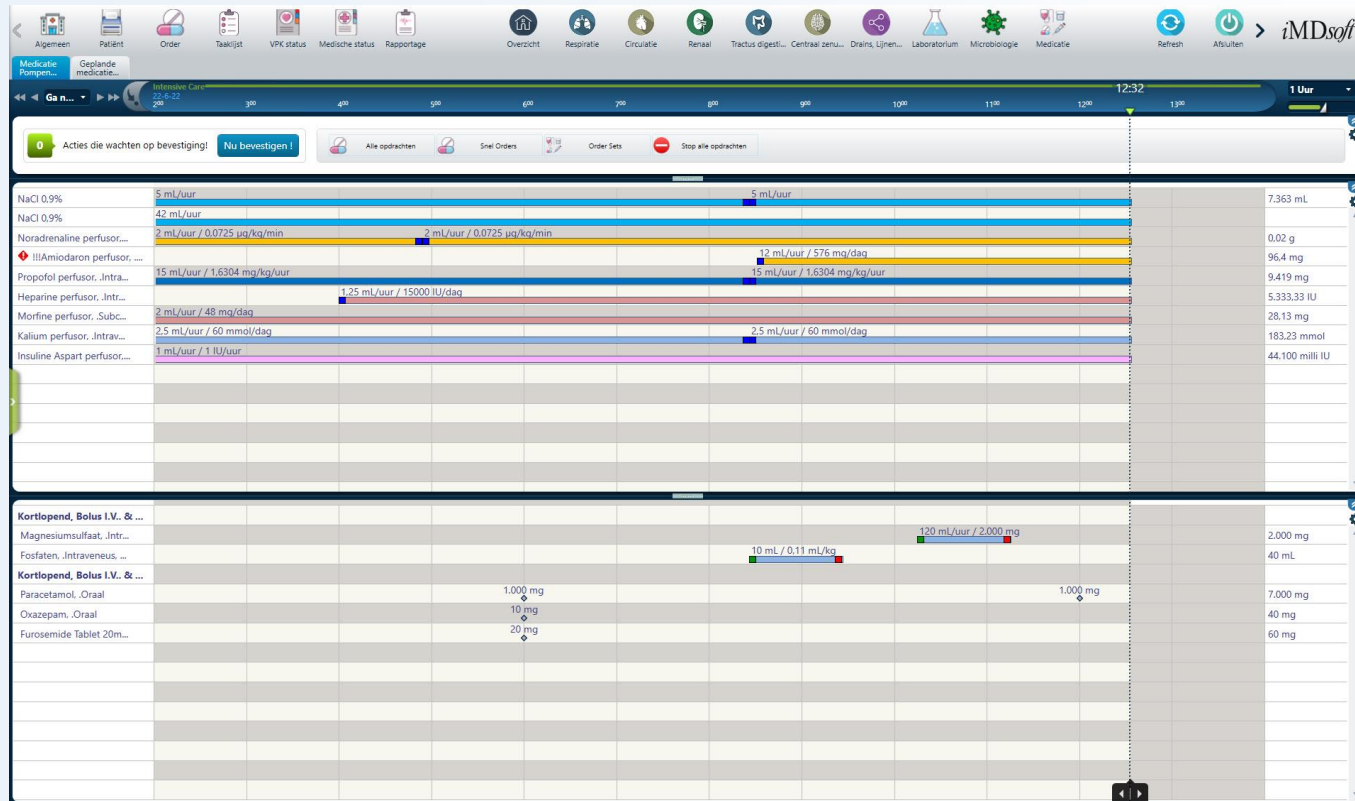 Algemeen Patiënt Order Taaklijst VPK status Medische status Rapportage Overzicht Respiratie Circulatie Renaal Tractus digesti... Centraal zenu... Drains, Lijnen... Laboratorium Microbiologie Medicatie Refresh Afsluiten iMDsoft
Medicatie Pompen... Geplande medicatie...
Ga n... Intensive Care 12:32 1 Uur
22-6-22
2⁰⁰ 3⁰⁰ 4⁰⁰ 5⁰⁰ 6⁰⁰ 7⁰⁰ 8⁰⁰ 9⁰⁰ 10⁰⁰ 11⁰⁰ 12⁰⁰ 13⁰⁰
0 Acties die wachten op bevestiging! Nu bevestigen ! Alle opdrachten Snel Orders Order Sets Stop alle opdrachten
NaCl 0,9% 5 mL/uur 5 mL/uur 7.363 mL
NaCl 0,9% 42 mL/uur
Noradrenaline perfusor,... 2 mL/uur / 0,0725 µg/kg/min 2 mL/uur / 0,0725 µg/kg/min 0,02 g
!!!Amiodaron perfusor, .... 12 mL/uur / 576 mg/dag 96,4 mg
Propofol perfusor, .Intra... 15 mL/uur / 1,6304 mg/kg/uur 15 mL/uur / 1,6304 mg/kg/uur 9.419 mg
Heparine perfusor, .Intr... 1,25 mL/uur / 15000 IU/dag 5.333,33 IU
Morfine perfusor, .Subc... 2 mL/uur / 48 mg/dag 28,13 mg
Kalium perfusor, .Intrav... 2,5 mL/uur / 60 mmol/dag 2,5 mL/uur / 60 mmol/dag 183,23 mmol
Insuline Aspart perfusor,... 1 mL/uur / 1 IU/uur 44.100 milli IU
Kortlopend, Bolus I.V.. & ...
Magnesiumsulfaat, .Intr... 120 mL/uur / 2.000 mg 2.000 mg
Fosfaten, .Intraveneus, ... 10 mL / 0,11 mL/kg 40 mL
Kortlopend, Bolus I.V.. & ...
Paracetamol, .Oraal 1.000 mg 1.000 mg 7.000 mg
Oxazepam, .Oraal 10 mg 40 mg
Furosemide Tablet 20m... 20 mg 60 mg